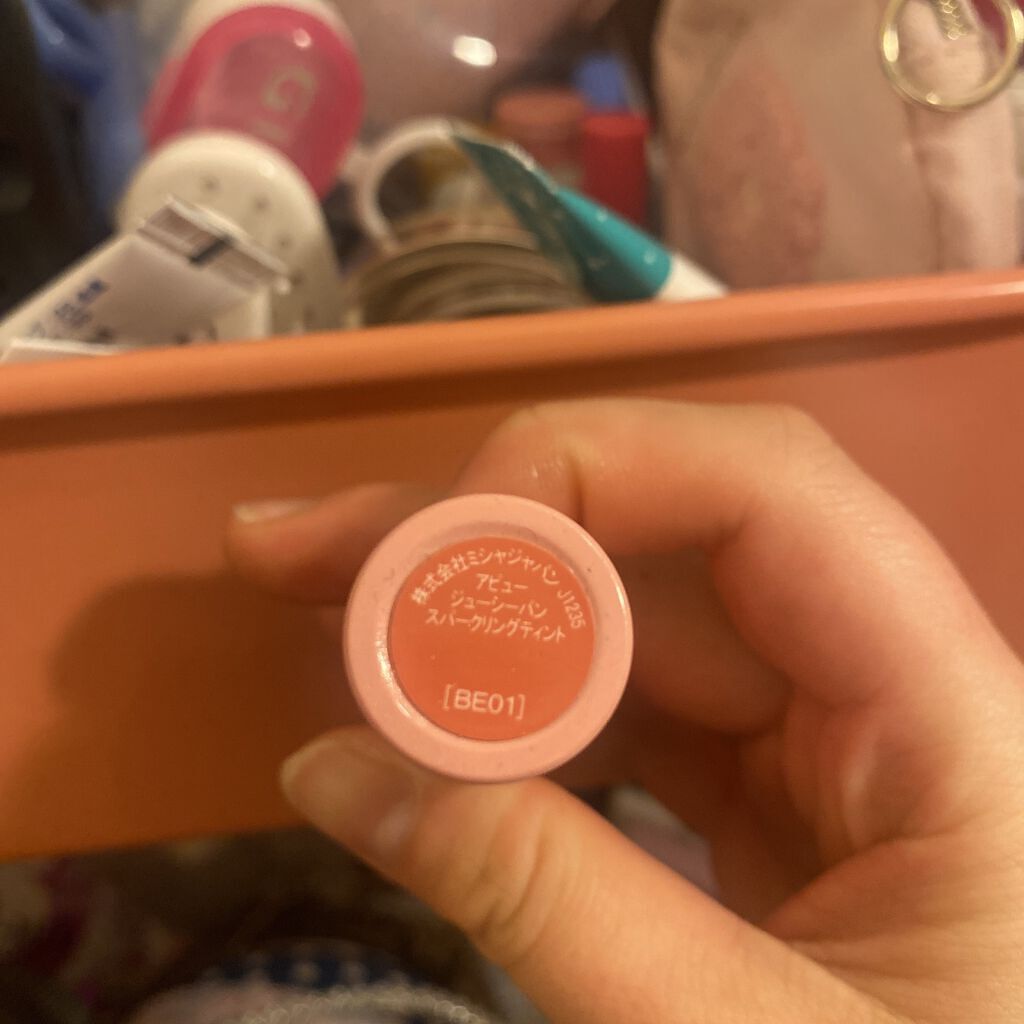 株式会社ミシャジャパン J1235
アピュー
ジューシーパン
スパークリングティント
[BE01]